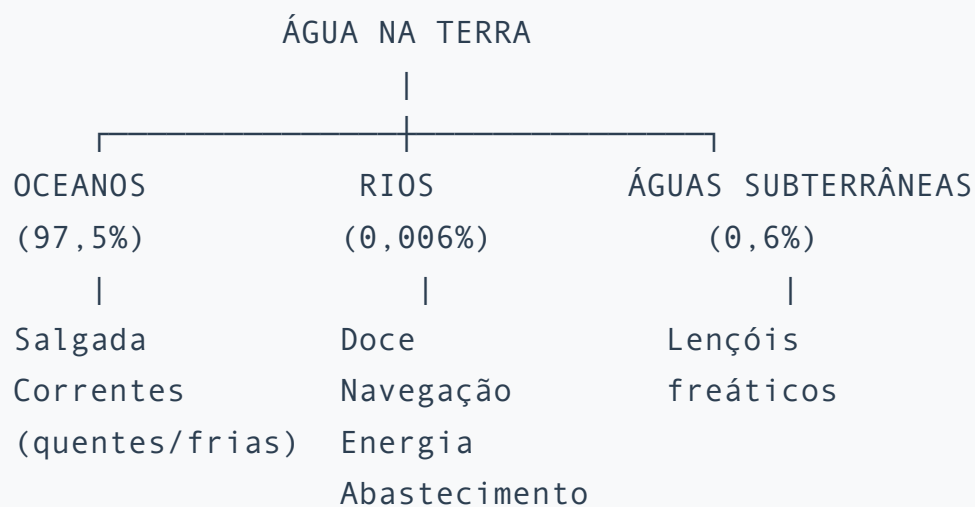 ÁGUA NA TERRA
OCEANOS RIOS ÁGUAS SUBTERRÂNEAS
(97,5%) (0,006%) (0,6%)
Salgada Doce Lençóis
Correntes Navegação freáticos
(quentes/frias) Energia
Abastecimento